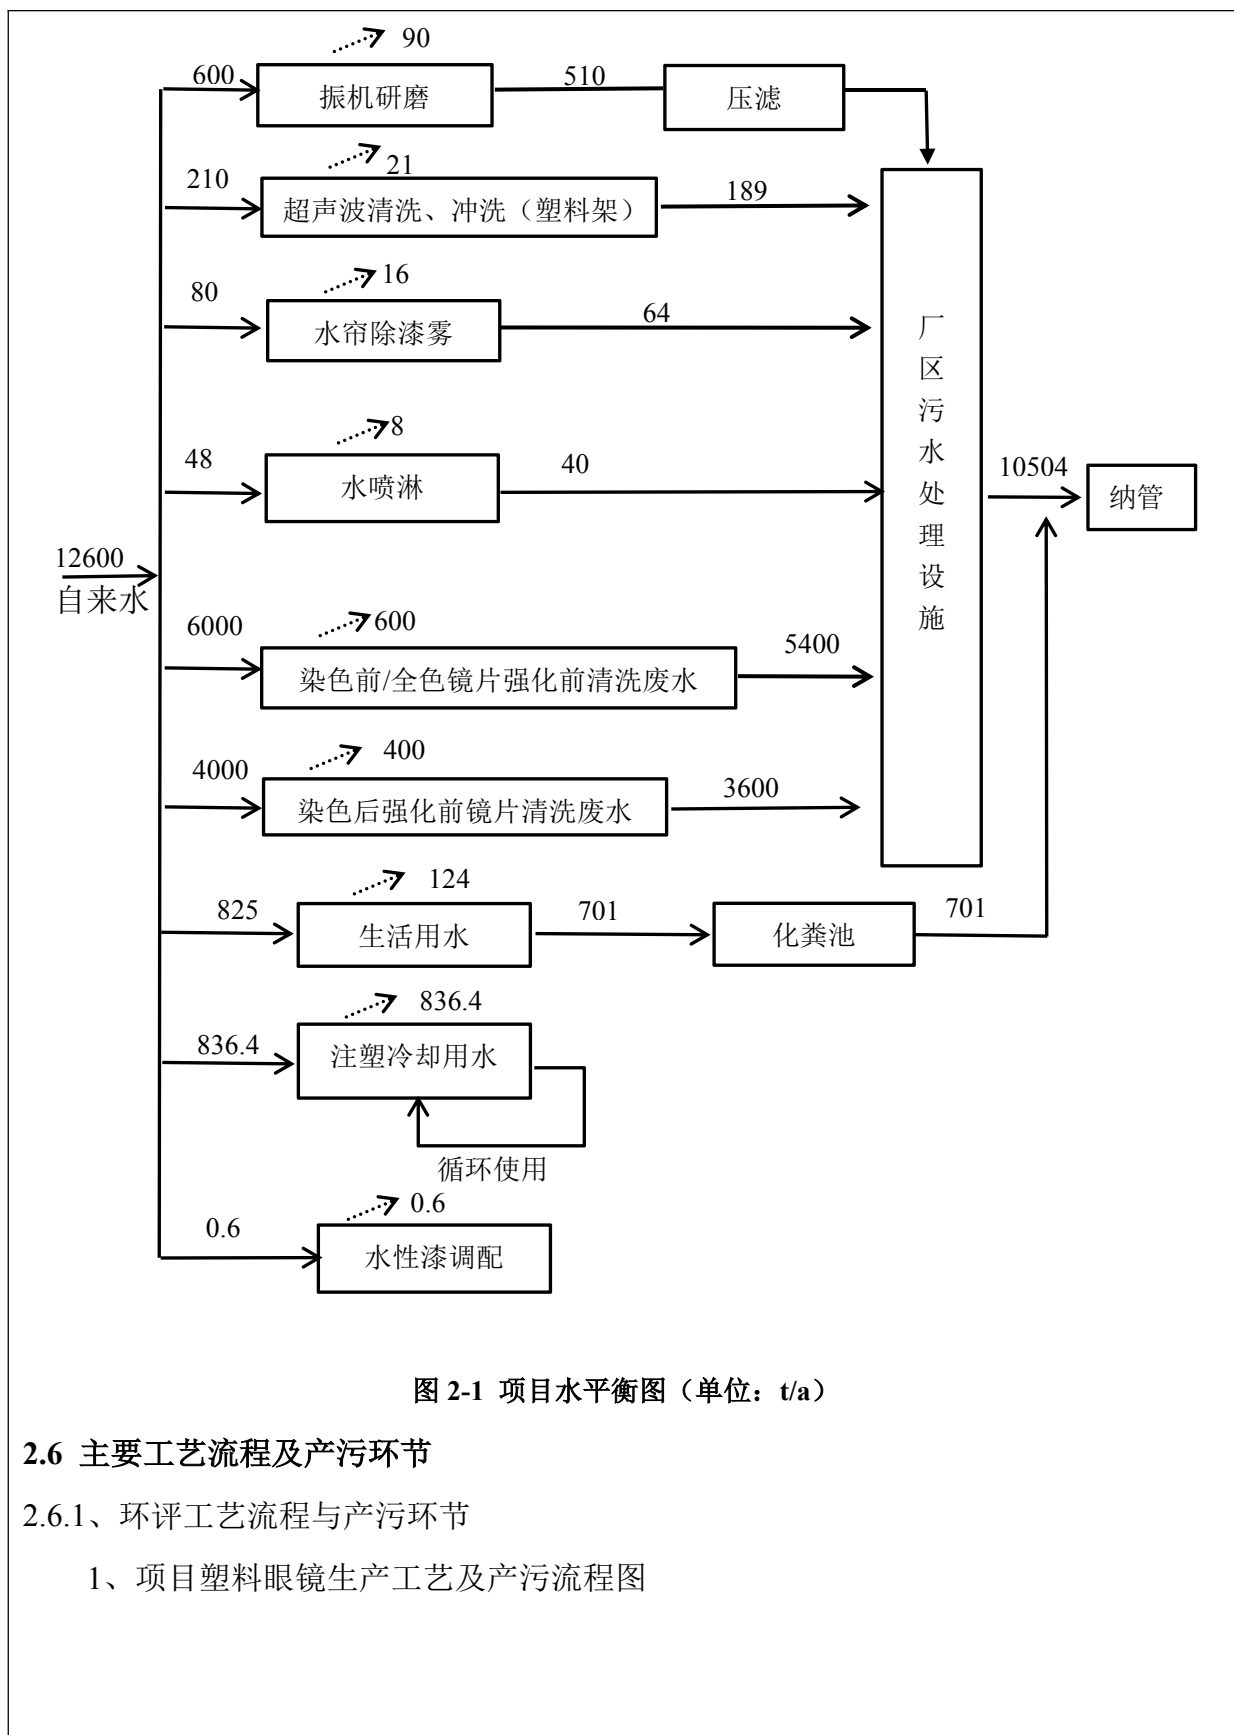 90
600
振机研磨
510
压滤
21
210
超声波清洗、冲洗（塑料架）
189
16
80
水帘除漆雾
64
8
48
水喷淋
40
厂区污水处理设施
10504
纳管
12600
自来水
600
6000
染色前/全色镜片强化前清洗废水
5400
400
4000
染色后强化前镜片清洗废水
3600
124
825
生活用水
701
化粪池
701
836.4
836.4
注塑冷却用水
循环使用
0.6
0.6
水性漆调配
图 2-1 项目水平衡图（单位：t/a）
2.6 主要工艺流程及产污环节
2.6.1、环评工艺流程与产污环节
1、项目塑料眼镜生产工艺及产污流程图